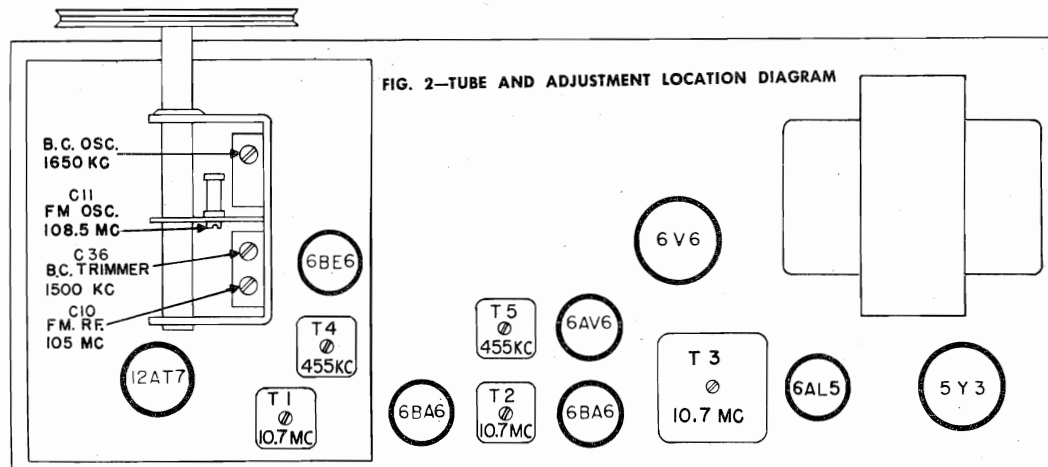 FIG. 2—TUBE AND ADJUSTMENT LOCATION DIAGRAM
B.C. OSC.
1650 KC
C11
FM OSC.
108.5 MC
C36
B.C. TRIMMER
1500 KC
C10
FM. RF.
105 MC
6BE6
6V6
T4
455KC
T5
455KC
6AV6
12AT7
T1
10.7MC
6BA6
T2
10.7MC
6BA6
T3
10.7 MC
6AL5
5Y3